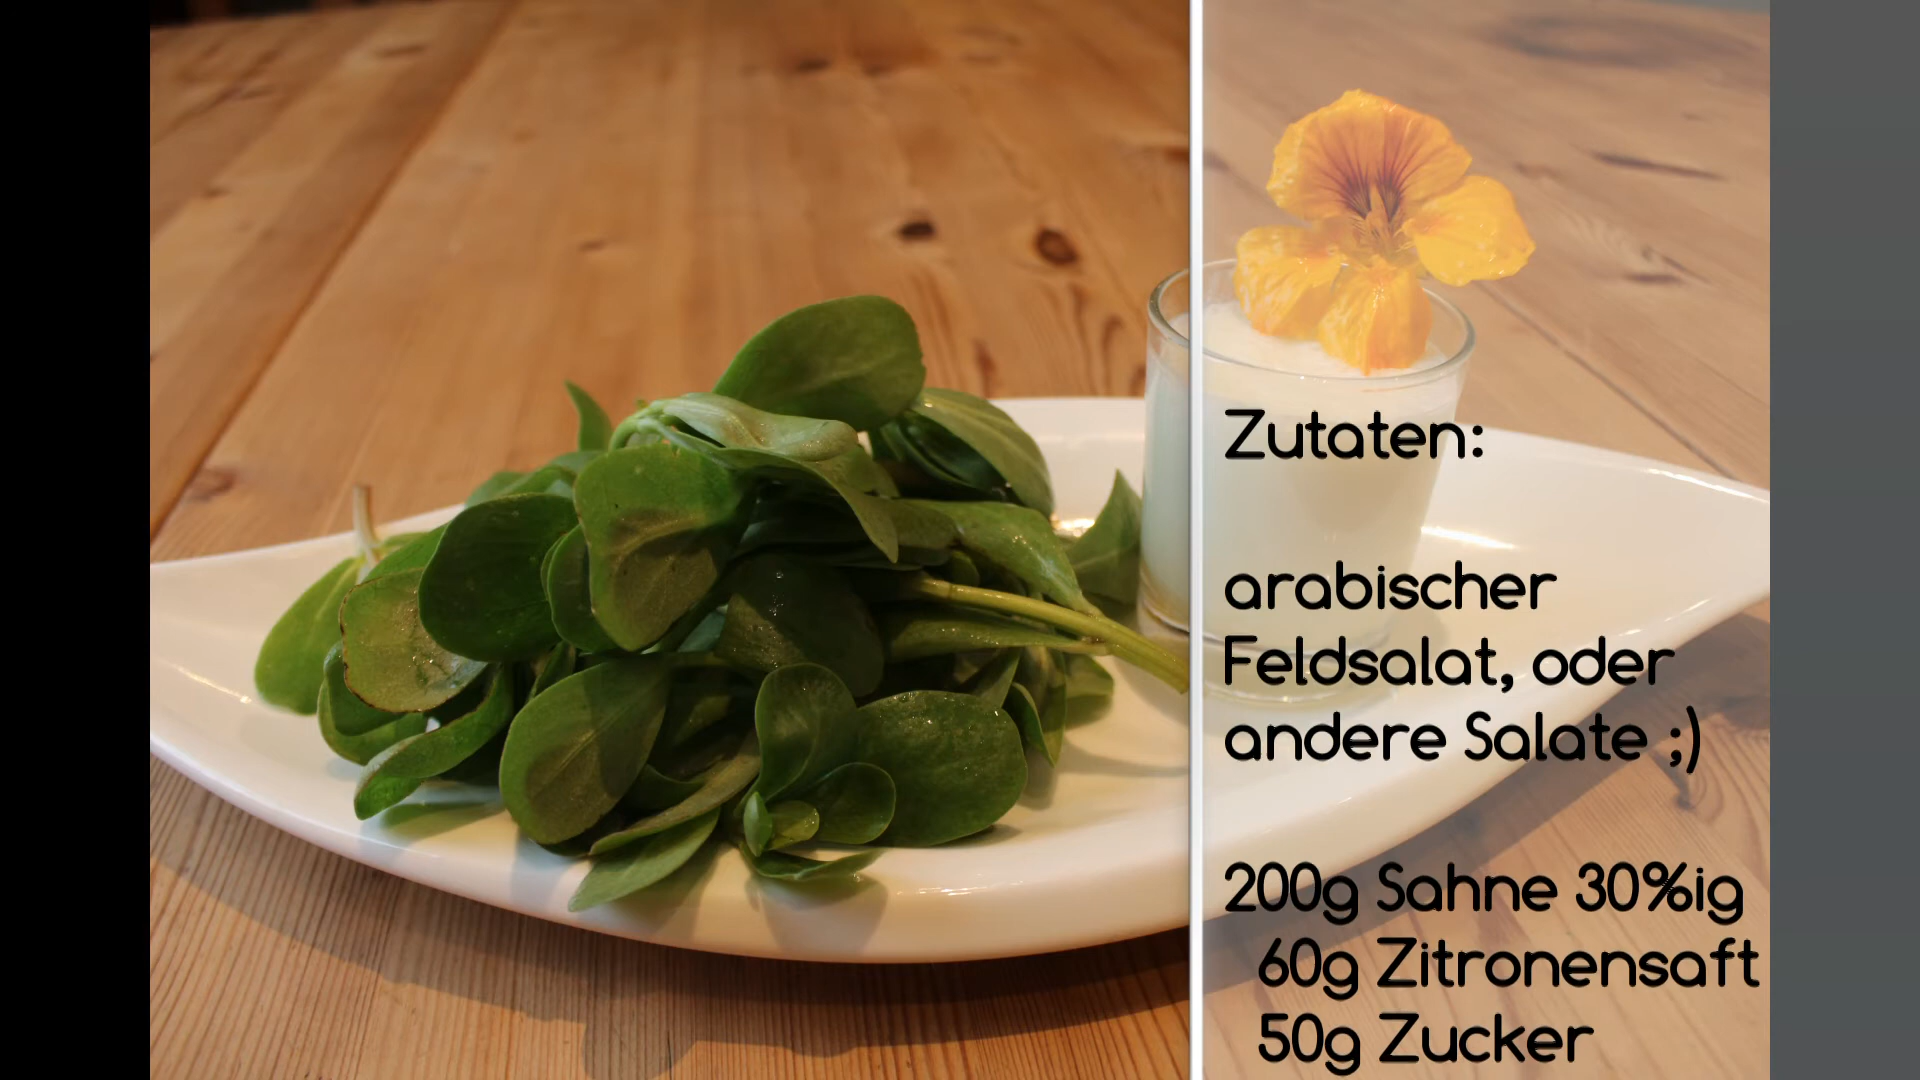 Zutaten:
arabischer
Feldsalat, oder
andere Salate ;)
200g Sahne 30%ig
60g Zitronensaft
50g Zucker